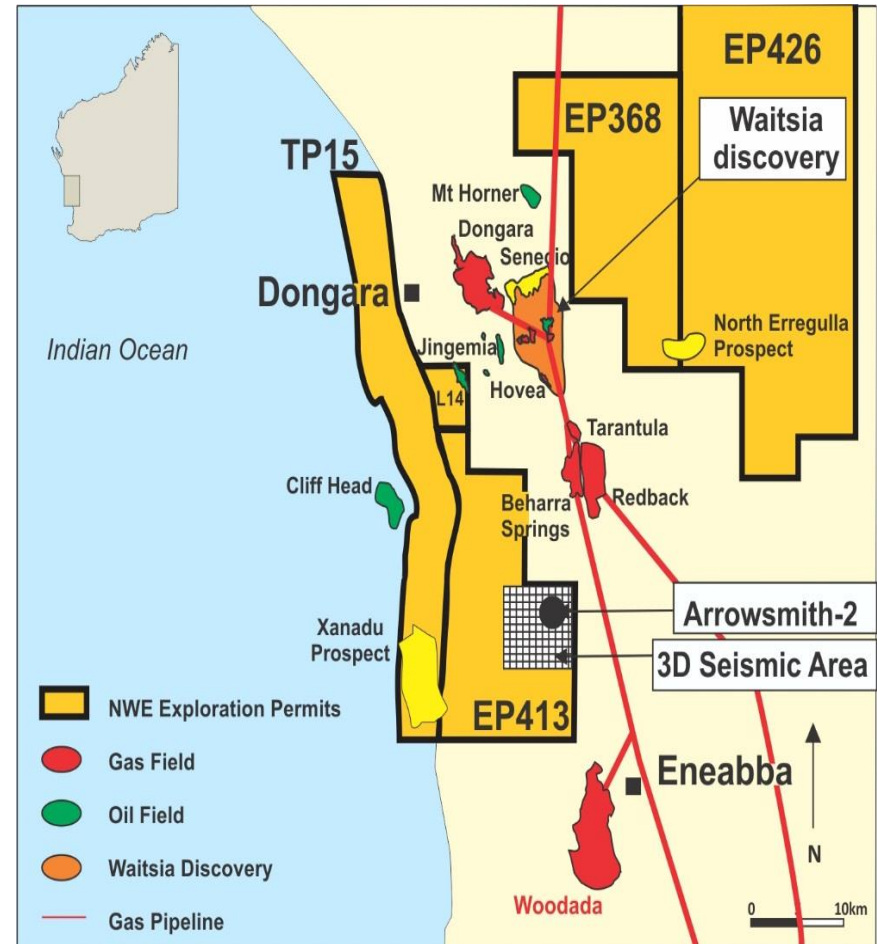 EP426
EP368
Waitsia
discovery
TP15
Mt Horner
Dongara
Senecio
Dongara
Indian Ocean
North Erregulla
Prospect
Jingemia
L14
Hovea
Tarantula
Cliff Head
Beharra
Springs
Redback
Arrowsmith-2
Xanadu
Prospect
3D Seismic Area
EP413
NWE Exploration Permits
Gas Field
Eneabba
Oil Field
Waitsia Discovery
N
Woodada
0 10km
Gas Pipeline